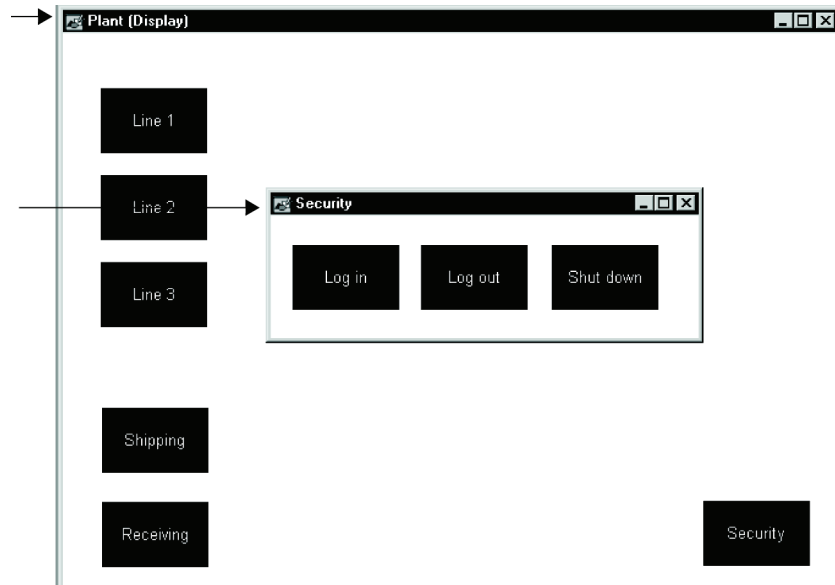 Plant (Display)
Line 1
Line 2
Security
Log in
Log out
Shut down
Line 3
Shipping
Receiving
Security